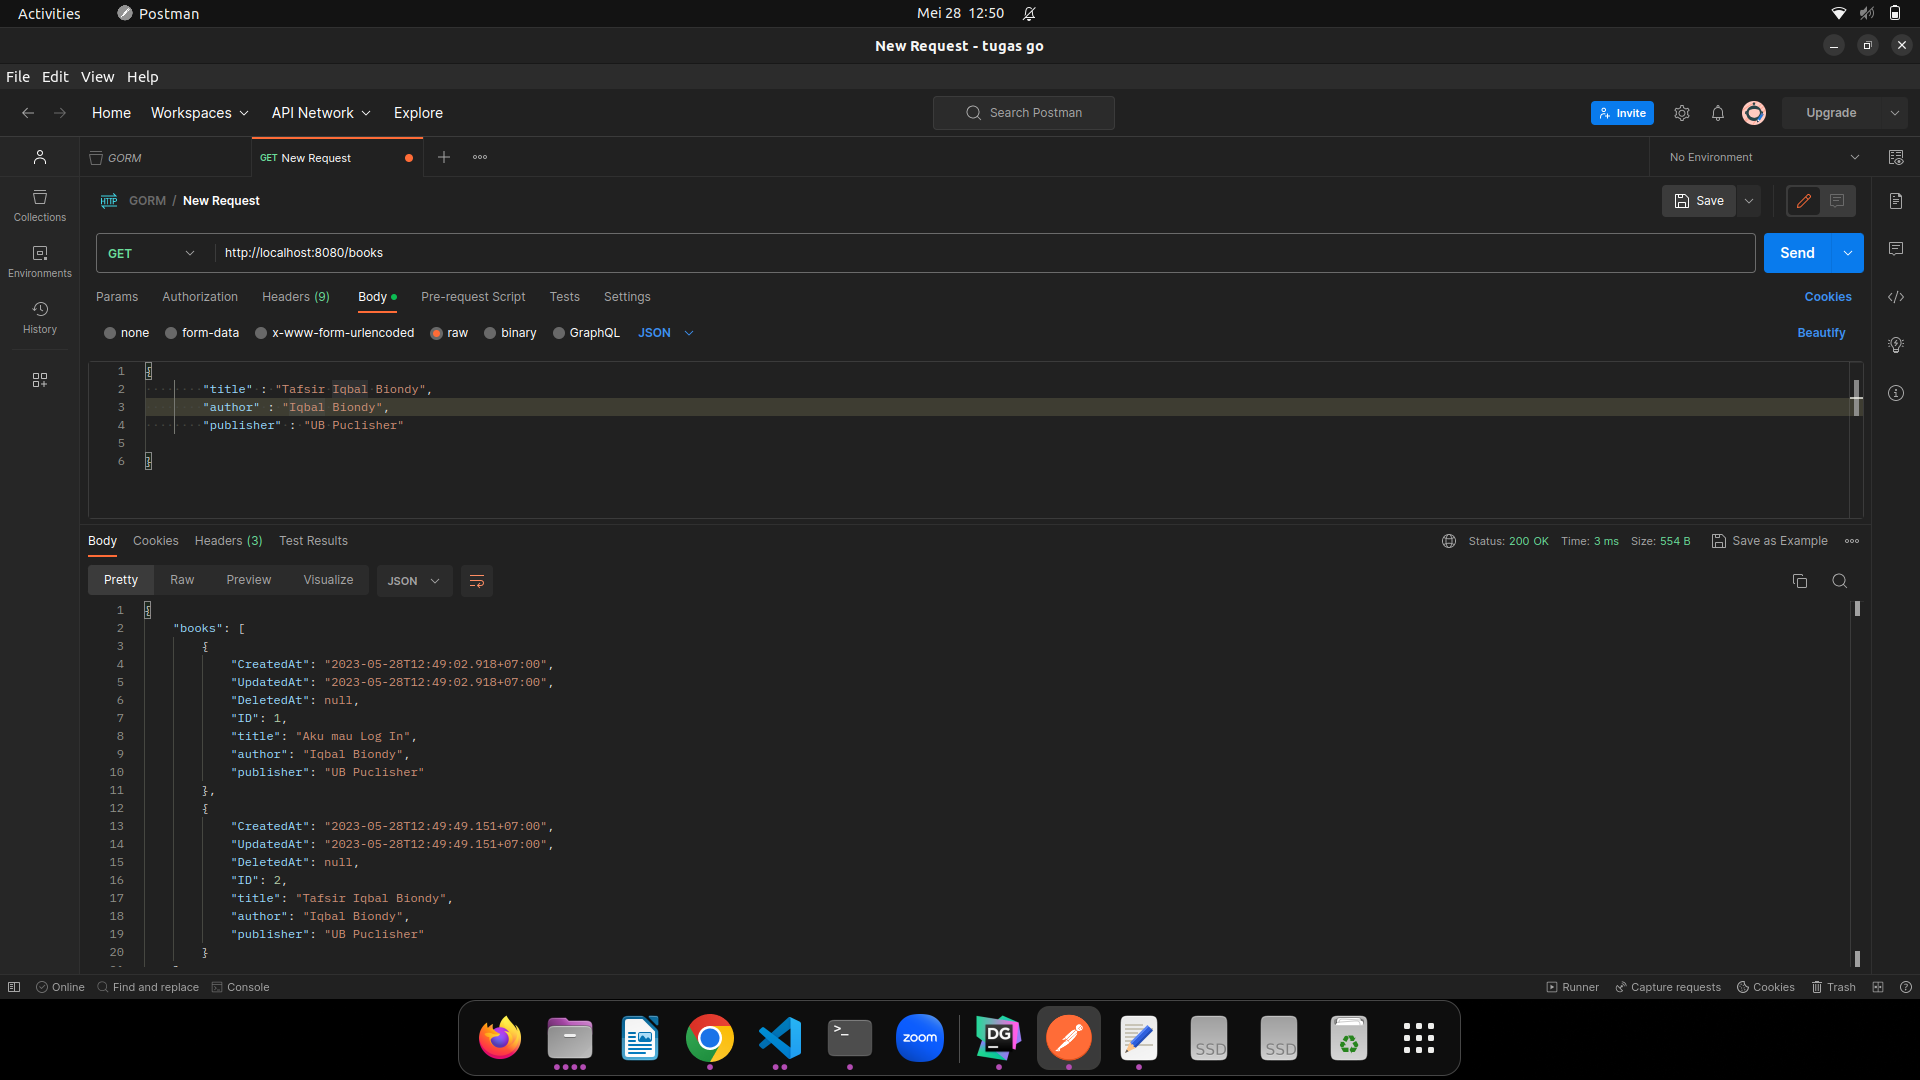 Activities
Postman
Mei 28 12:50
New Request - tugas go
File Edit View Help
Home Workspaces API Network Explore
Search Postman
Invite
Upgrade
GORM
GET New Request
No Environment
GORM / New Request
Save
Collections
Environments
History
GET
http://localhost:8080/books
Send
Params Authorization Headers (9) Body Pre-request Script Tests Settings
Cookies
none form-data x-www-form-urlencoded raw binary GraphQL JSON
Beautify
1 {
2 "title" : "Tafsir Iqbal Biondy",
3 "author" : "Iqbal Biondy",
4 "publisher" : "UB Puclisher"
5
6 }
Body Cookies Headers (3) Test Results
Status: 200 OK Time: 3 ms Size: 554 B
Save as Example
Pretty Raw Preview Visualize JSON
1 {
2 "books": [
3 {
4 "CreatedAt": "2023-05-28T12:49:02.918+07:00",
5 "UpdatedAt": "2023-05-28T12:49:02.918+07:00",
6 "DeletedAt": null,
7 "ID": 1,
8 "title": "Aku mau Log In",
9 "author": "Iqbal Biondy",
10 "publisher": "UB Puclisher"
11 },
12 {
13 "CreatedAt": "2023-05-28T12:49:49.151+07:00",
14 "UpdatedAt": "2023-05-28T12:49:49.151+07:00",
15 "DeletedAt": null,
16 "ID": 2,
17 "title": "Tafsir Iqbal Biondy",
18 "author": "Iqbal Biondy",
19 "publisher": "UB Puclisher"
20 }
Online Find and replace Console
Runner Capture requests Cookies Trash
zoom
DG
SSD
SSD